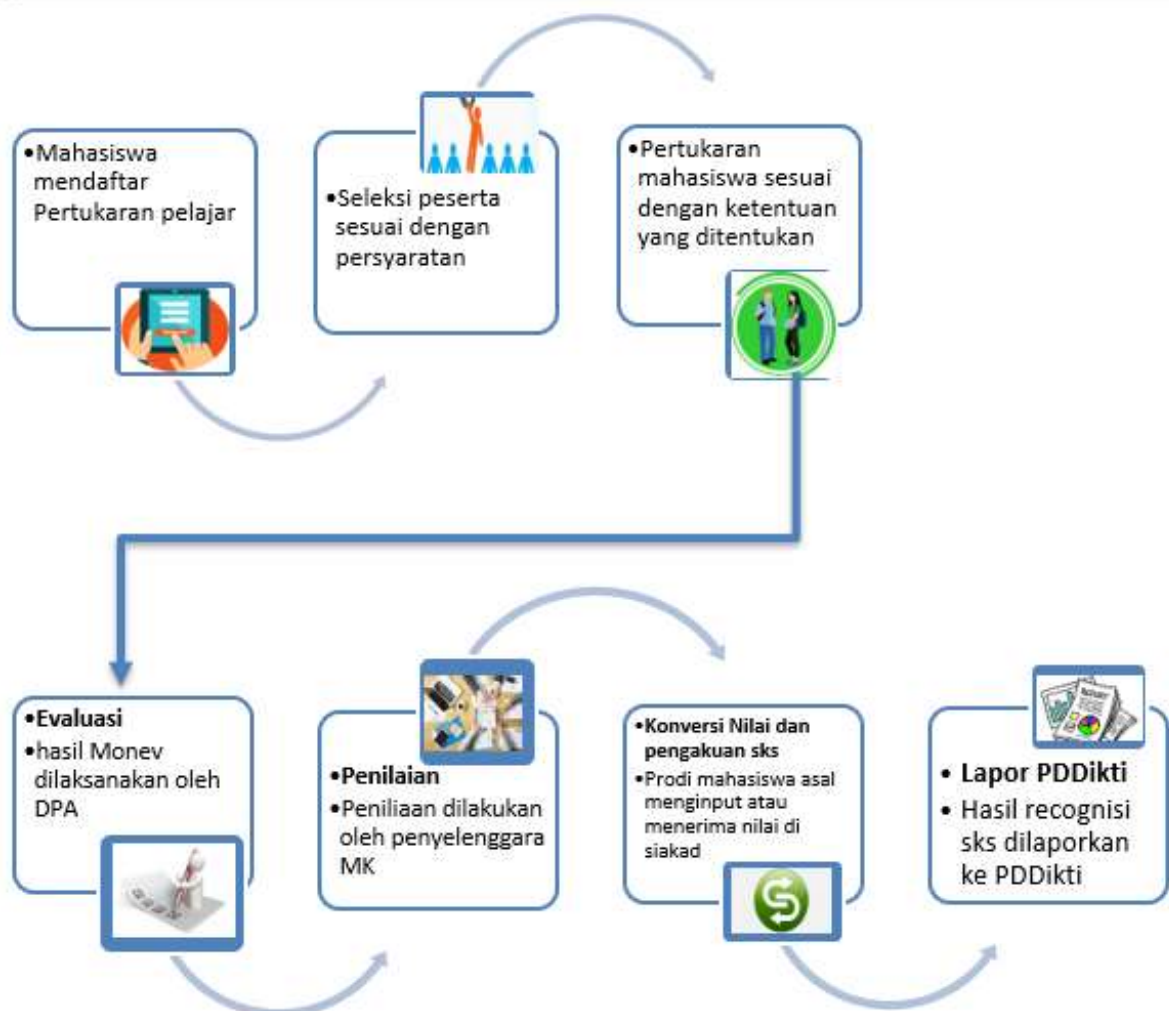 •Mahasiswa
mendaftar
Pertukaran pelajar
•Seleksi peserta
sesuai dengan
persyaratan
•Pertukaran
mahasiswa sesuai
dengan ketentuan
yang ditentukan
•Evaluasi
•hasil Monev
dilaksanakan oleh
DPA
•Penilaian
•Peniliaan dilakukan
oleh penyelenggara
MK
•Konversi Nilai dan
pengakuan sks
•Prodi mahasiswa asal
menginput atau
menerima nilai di
siakad
• Lapor PDDikti
• Hasil recognisi
sks dilaporkan
ke PDDikti